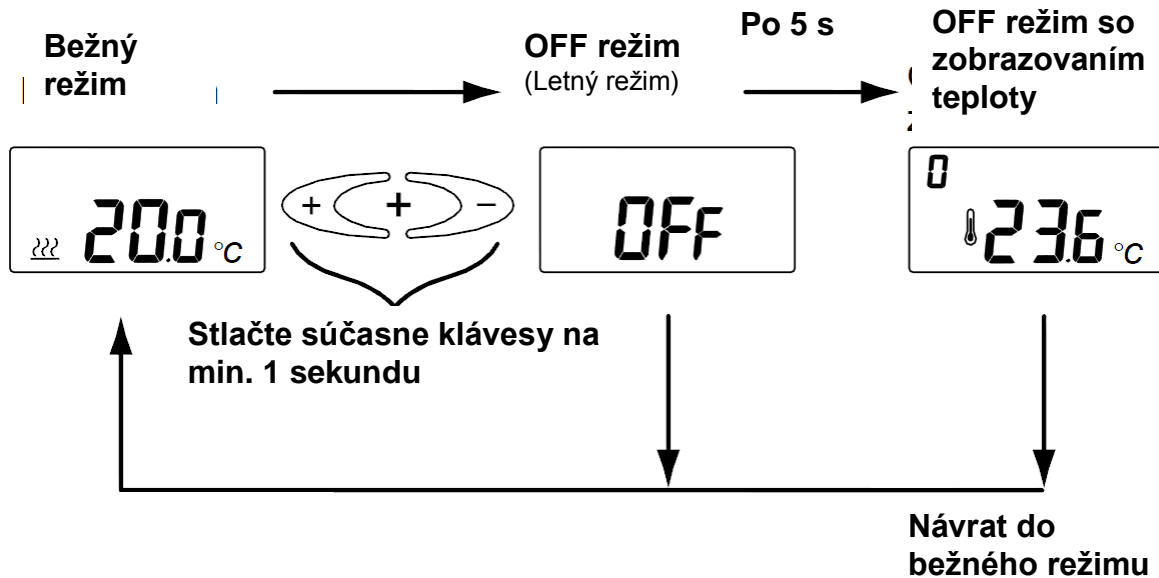 Bežný
režim
OFF režim
(Letný režim)
Po 5 s
OFF režim so
zobrazovaním
teploty
20.0 °C
+ + −
OFF
0
23.6 °C
Stlačte súčasne klávesy na
min. 1 sekundu
Návrat do
bežného režimu